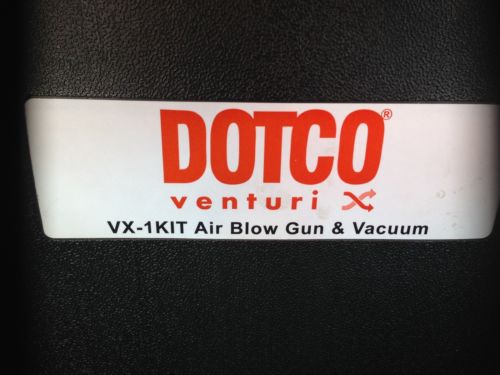 DOTCO®
venturi
VX-1KIT Air Blow Gun & Vacuum